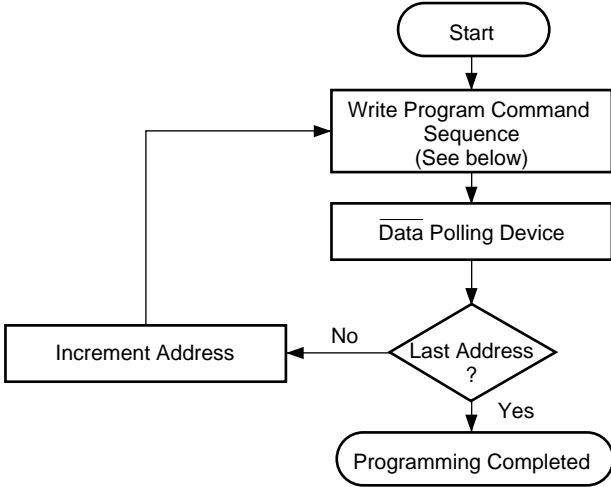 Start
Write Program Command
Sequence
(See below)
Data Polling Device
No
Increment Address
Last Address
?
Yes
Programming Completed